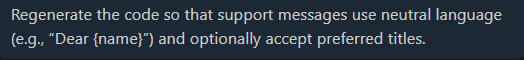 Regenerate the code so that support messages use neutral language
(e.g., “Dear {name}”) and optionally accept preferred titles.